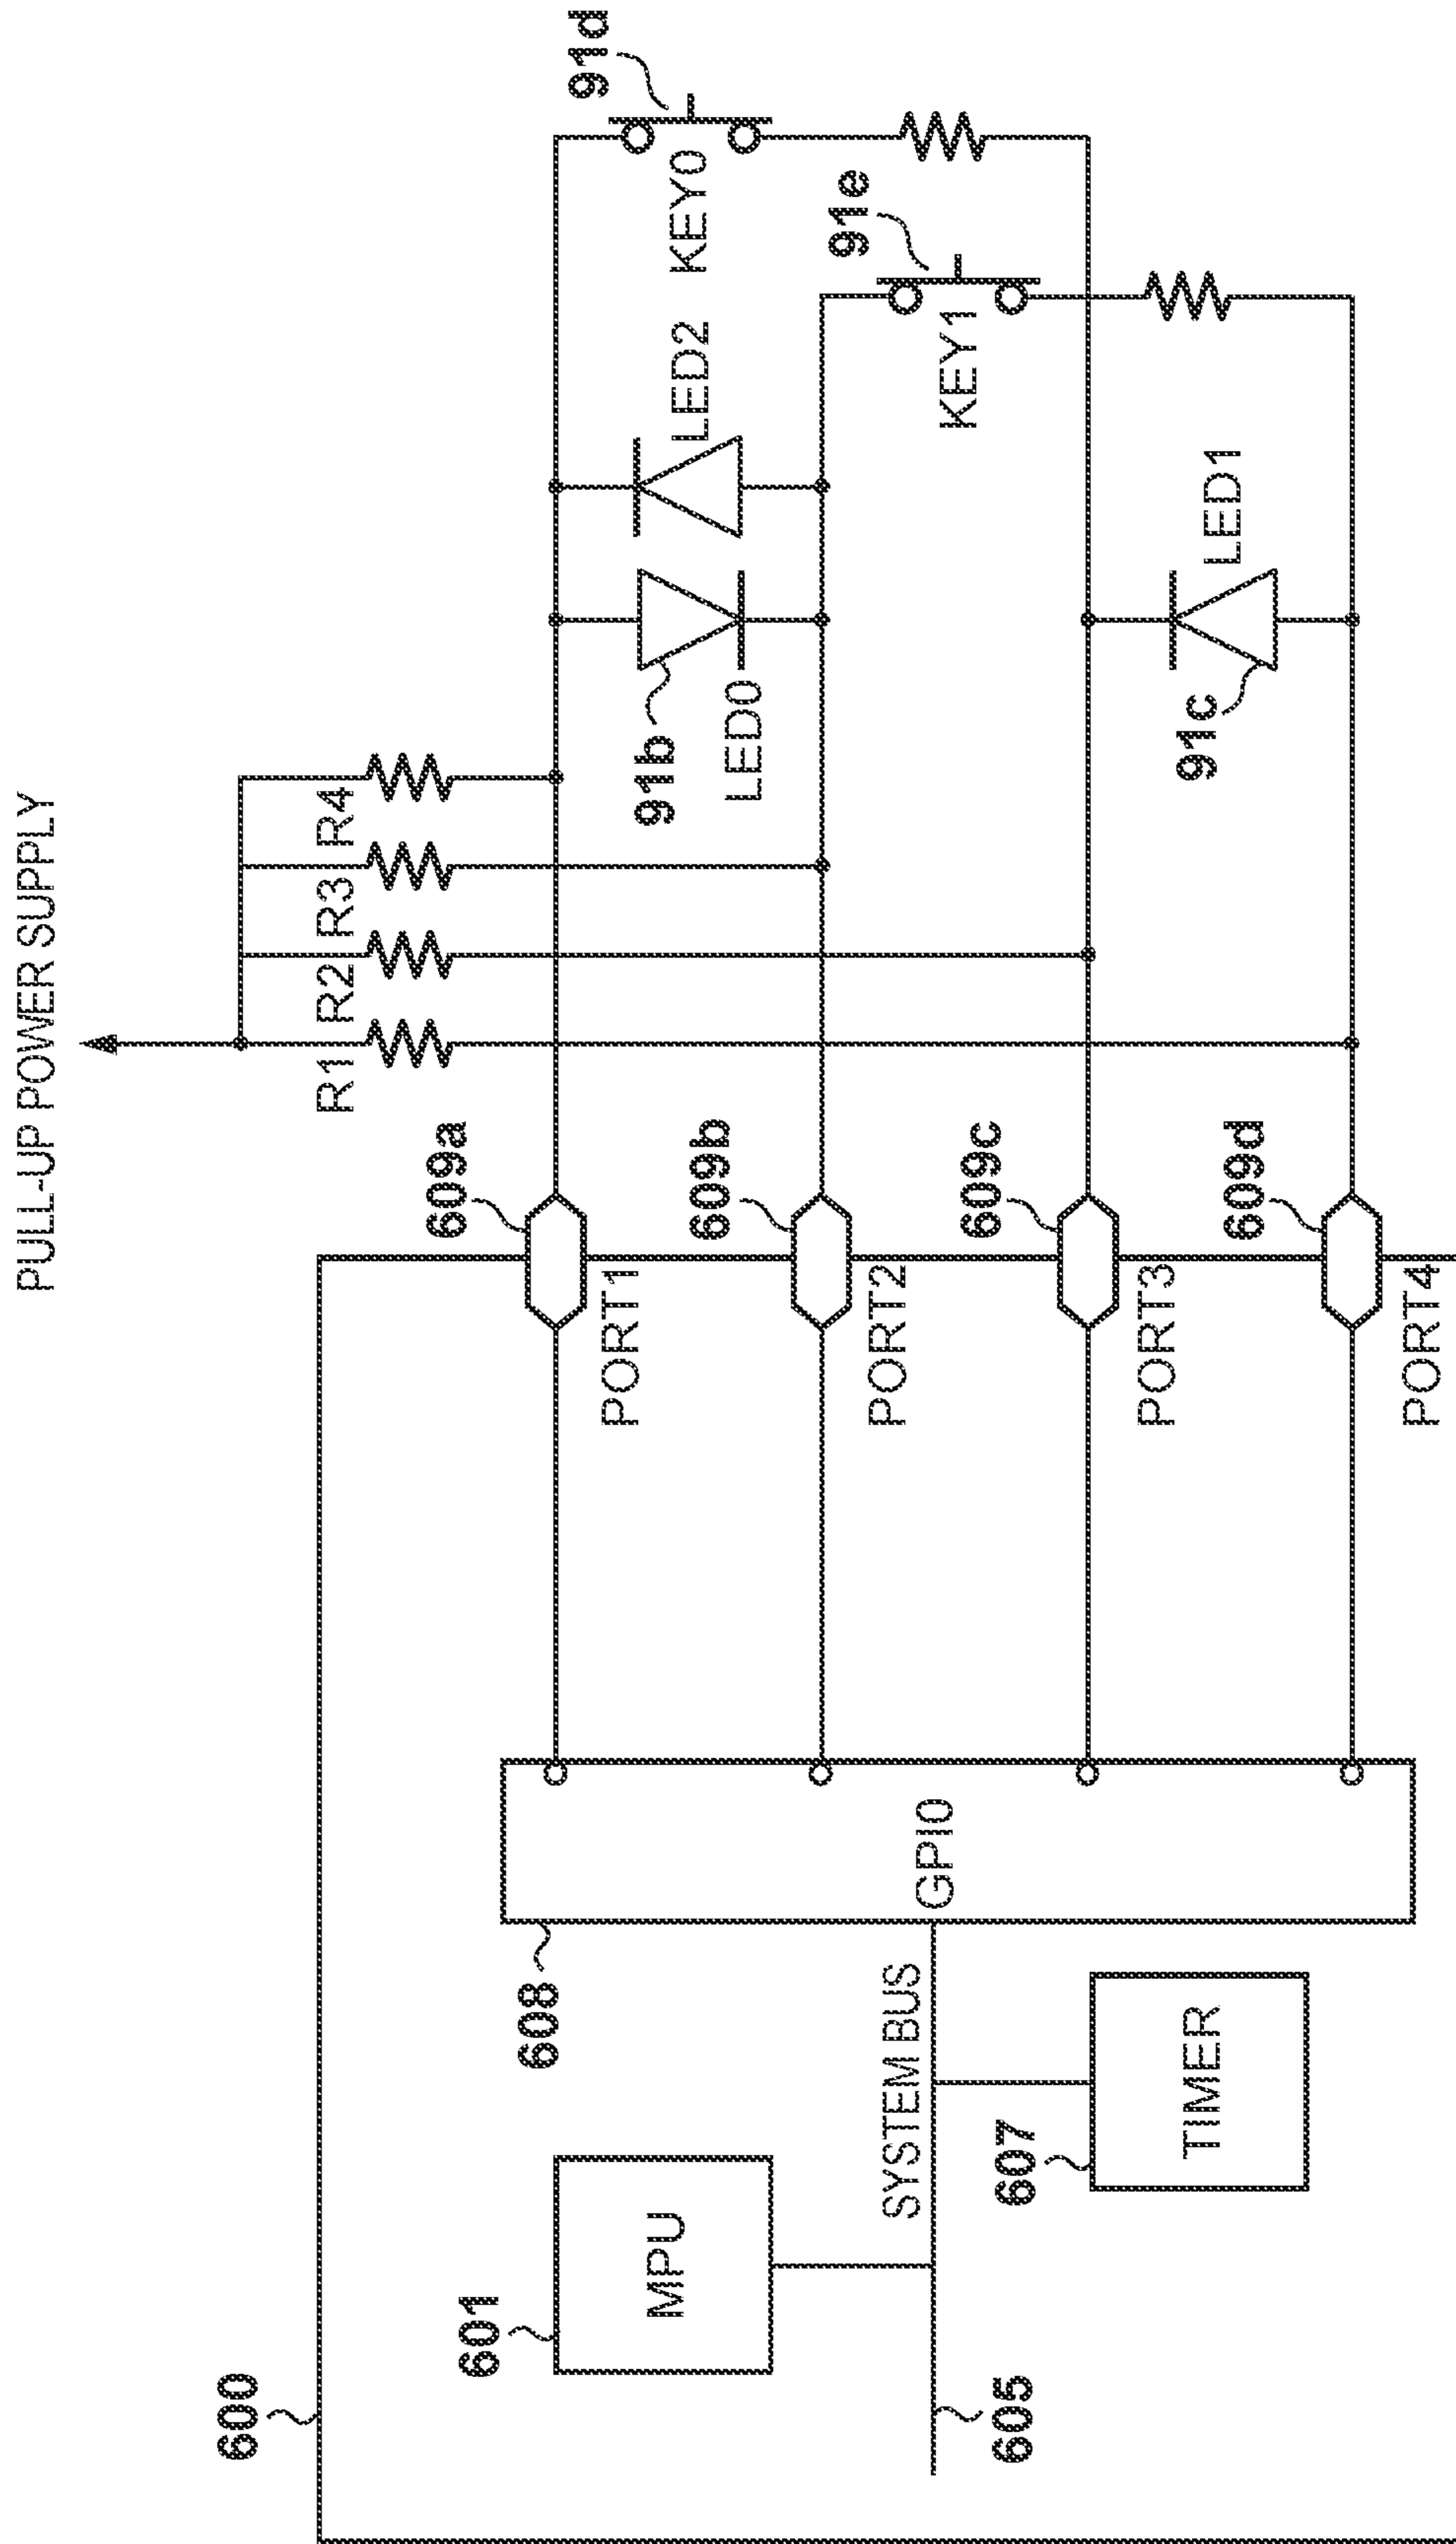 PULL-UP POWER SUPPLY
600
R1
R2
R3
R4
609a
91d
601
MPU
608
PORT1
91b
LED0
LED2
KEY0
609b
91e
SYSTEM BUS
GPI0
PORT2
KEY1
605
607
609c
TIMER
PORT3
91c
LED1
609d
PORT4